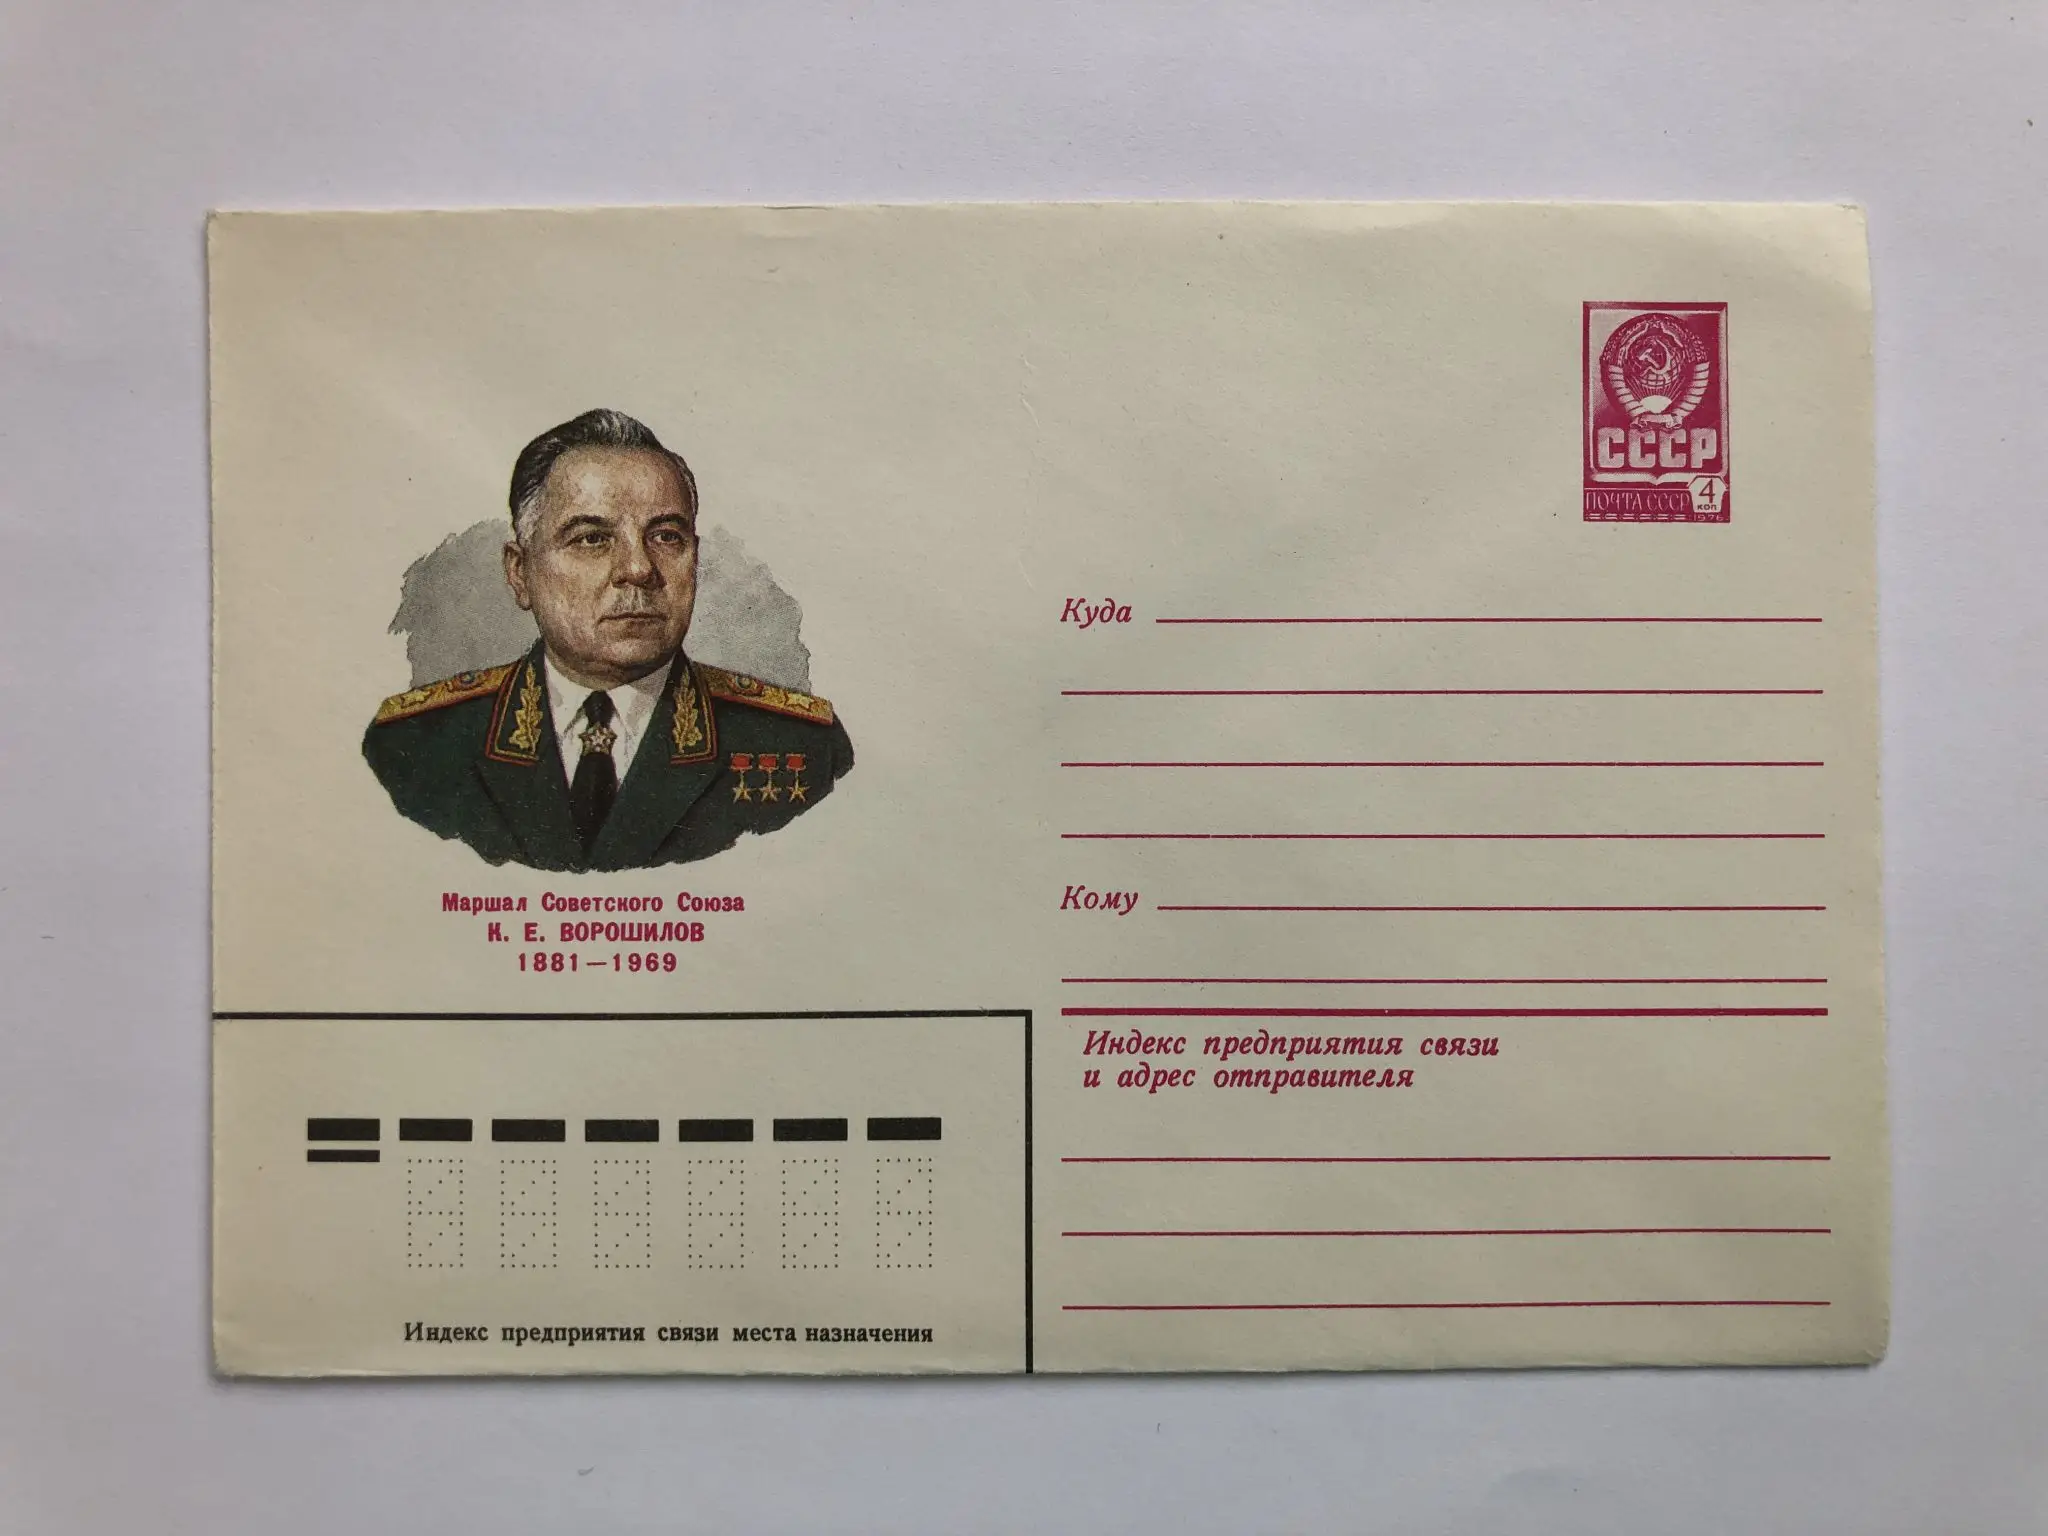 СССР
ПОЧТА СССР 4
коп
1976
Маршал Советского Союза
К. Е. ВОРОШИЛОВ
1881—1969
Куда
Кому
Индекс предприятия связи
и адрес отправителя
Индекс предприятия связи места назначения